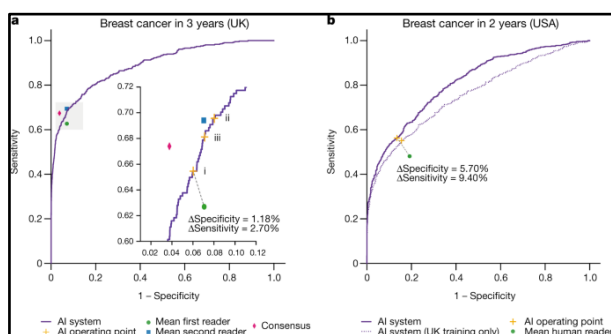 a Breast cancer in 3 years (UK)
1.0
0.8
0.6
0.4
0.2
0
Sensitivity
0.72
0.70
0.68
0.66
0.64
0.62
0.60
ii
iii
i
ΔSpecificity = 1.18%
ΔSensitivity = 2.70%
0.02 0.04 0.06 0.08 0.10
0 0.2 0.4 0.6 0.8 1.0
1 – Specificity
AI system
AI operating point
Mean first reader
Mean second reader
Consensus
b Breast cancer in 2 years (USA)
1.0
0.8
0.6
0.4
0.2
0
Sensitivity
ΔSpecificity = 5.70%
ΔSensitivity = 9.40%
0 0.2 0.4 0.6 0.8 1.0
1 – Specificity
AI system
AI system (UK training only)
AI operating point
Mean human reader